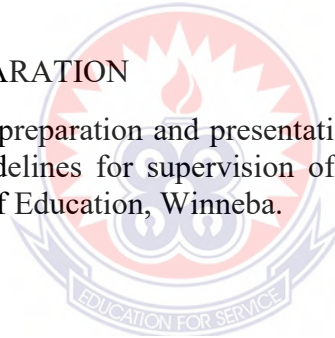 ARATION
preparation and presentati
delines for supervision of
f Education, Winneba.
EDUCATION FOR SERVICE